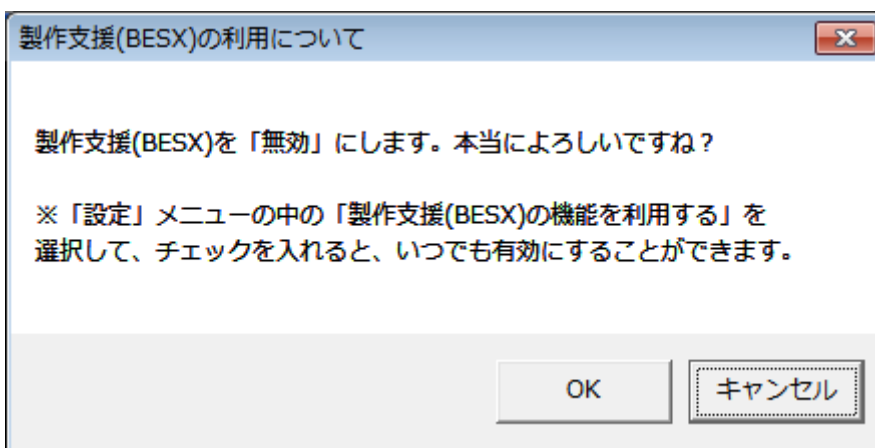 製作支援(BESX)の利用について
製作支援(BESX)を「無効」にします。本当によろしいですね？
※「設定」メニューの中の「製作支援(BESX)の機能を利用する」を
選択して、チェックを入れると、いつでも有効にすることができます。
OK キャンセル